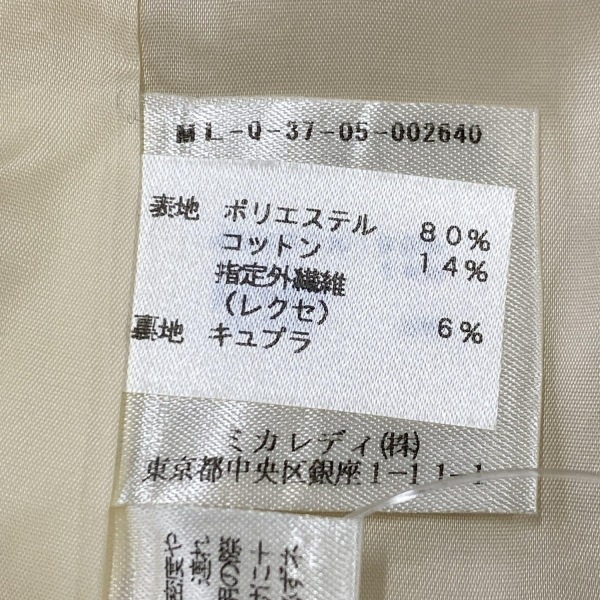 ML-Q-37-05-002640
表地 ポリエステル 80%
コットン 14%
指定外繊維
(レクセ) 6%
裏地 キュプラ
ミカレディ(株)
東京都中央区銀座1-11-1
連れ